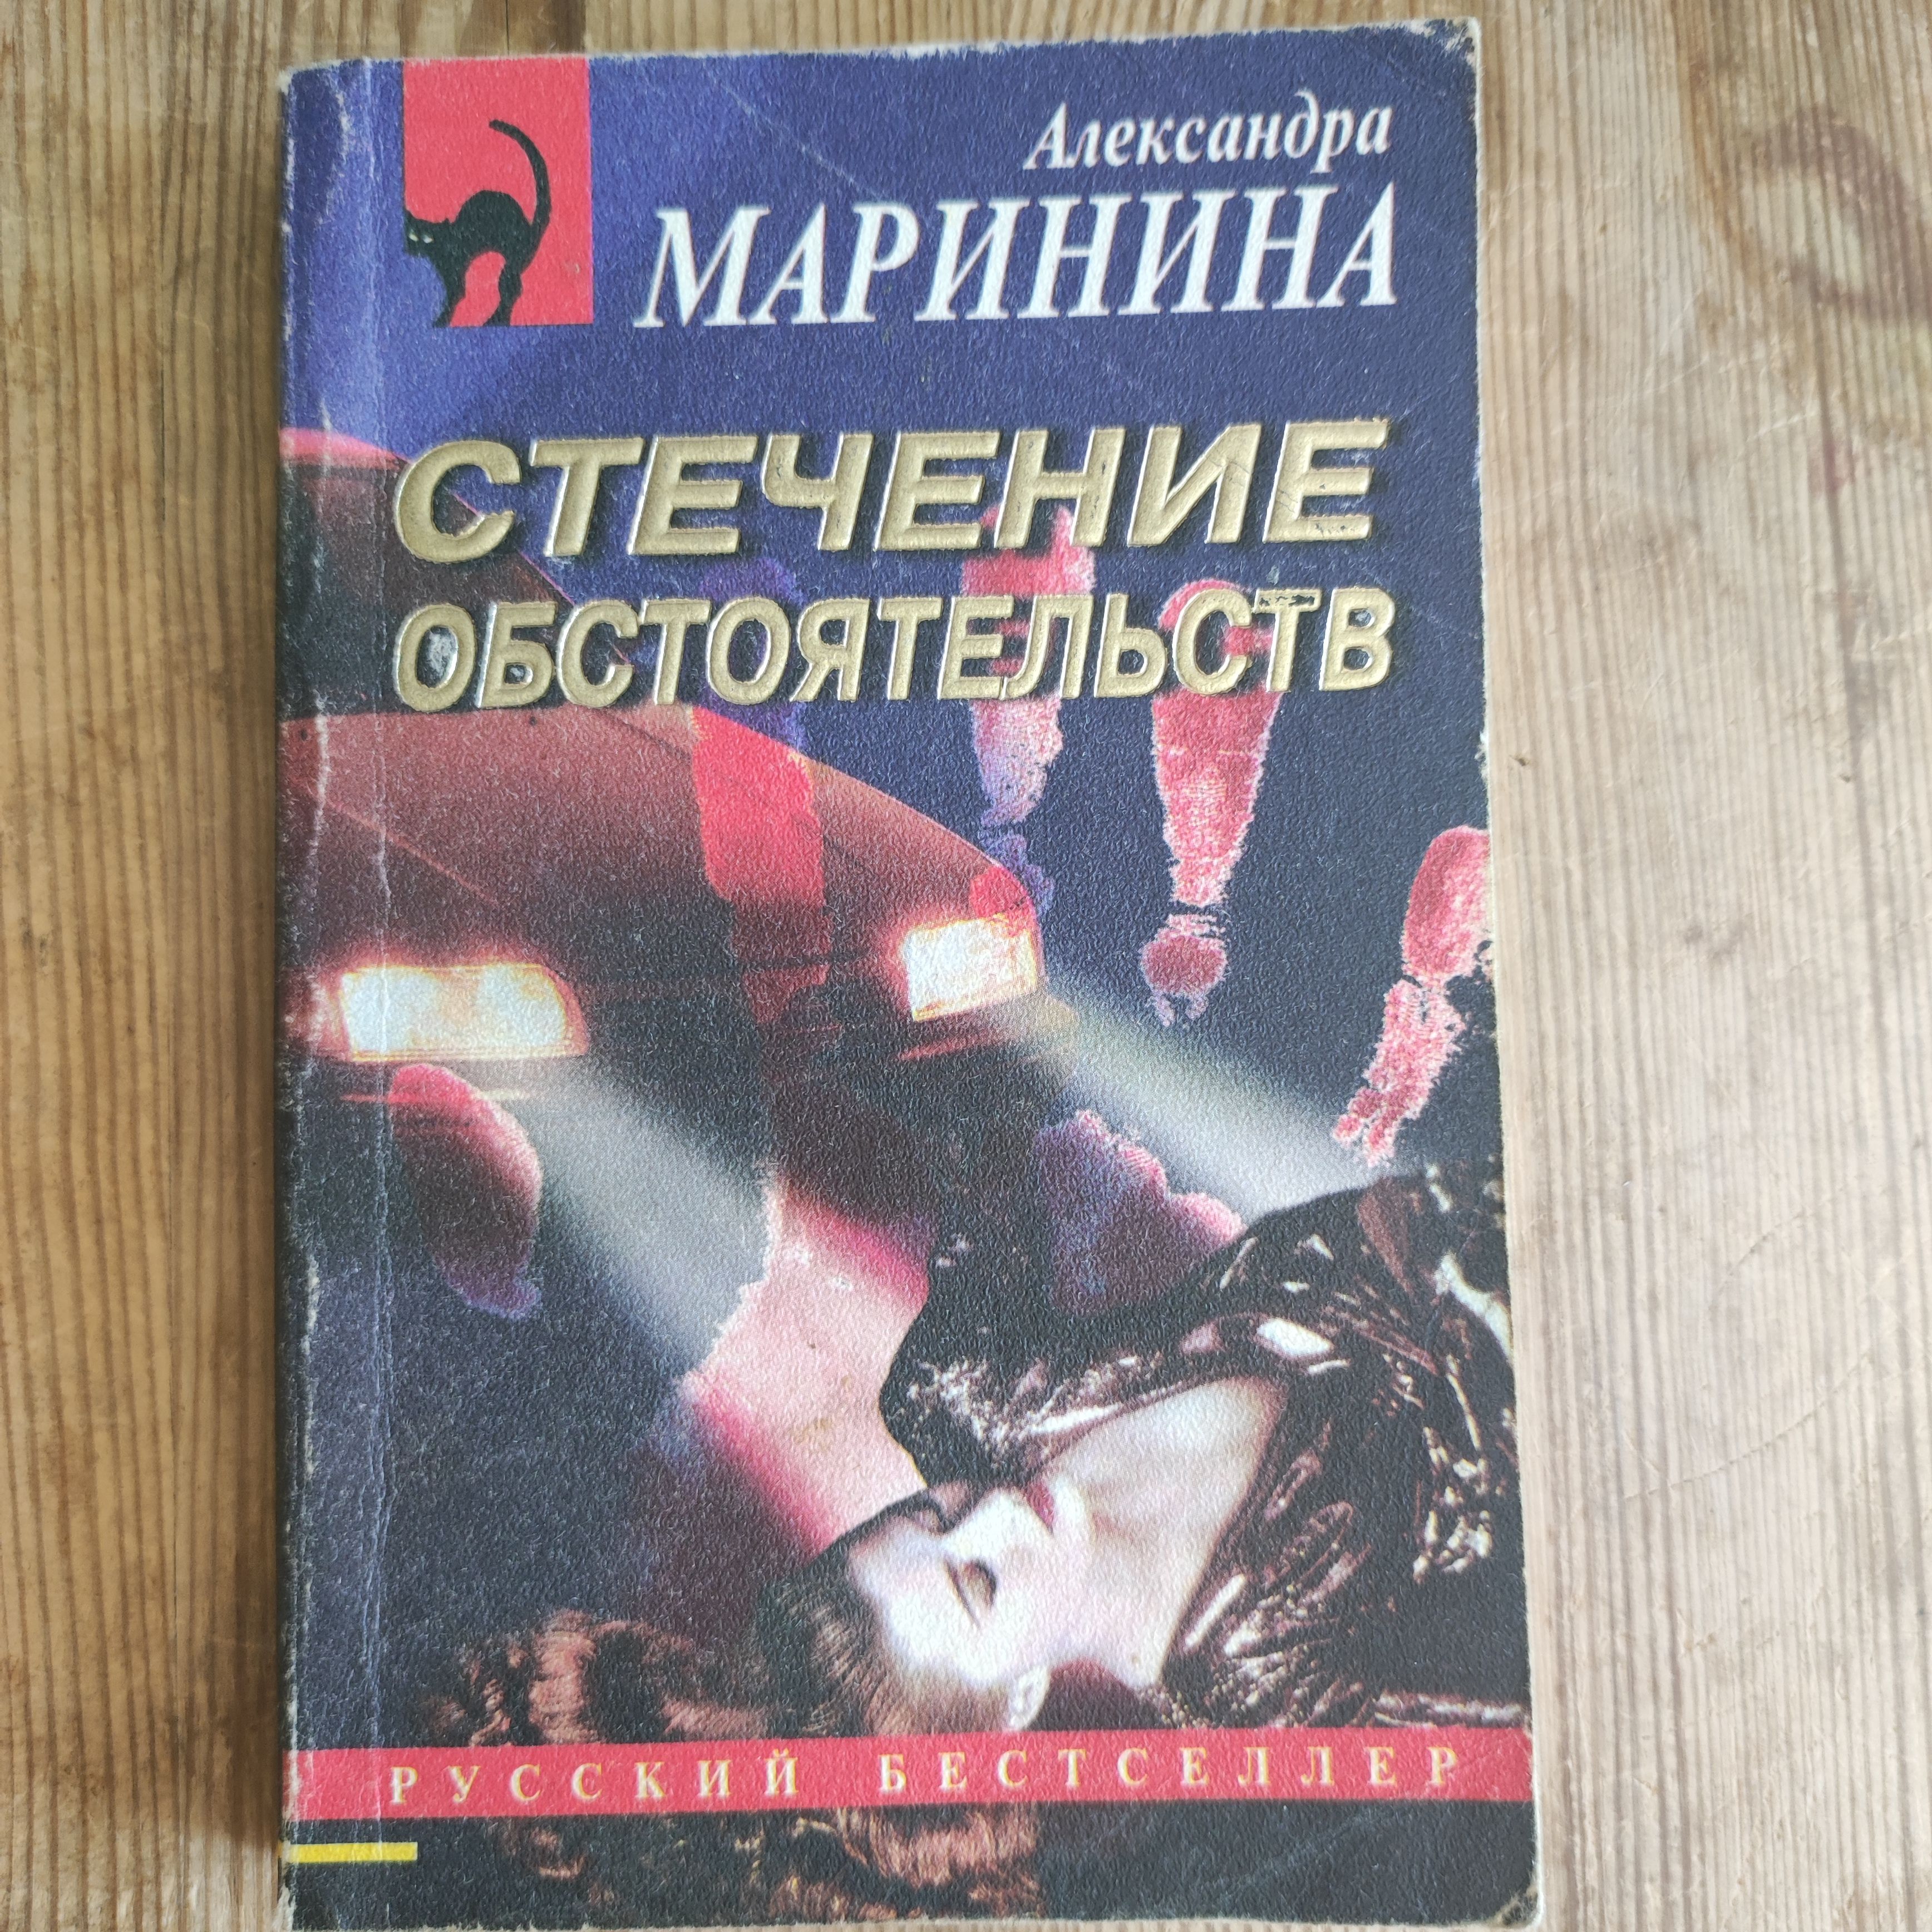 Александра
МАРИНИНА
СТЕЧЕНИЕ
ОБСТОЯТЕЛЬСТВ
РУССКИЙ БЕСТСЕЛЛЕР